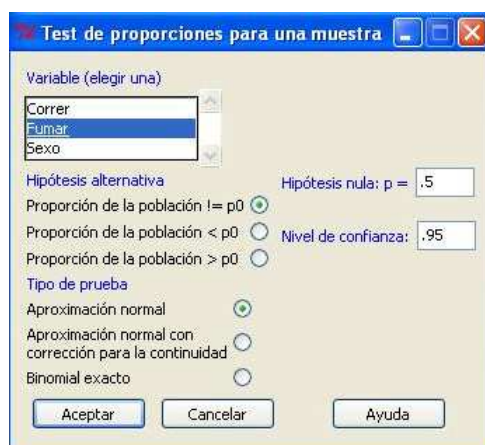 Test de proporciones para una muestra
Variable (elegir una)
Correr
Fumar
Sexo
Hipótesis alternativa
Hipótesis nula: p = .5
Proporción de la población != p0
Proporción de la población < p0
Nivel de confianza: .95
Proporción de la población > p0
Tipo de prueba
Aproximación normal
Aproximación normal con
corrección para la continuidad
Binomial exacto
Aceptar Cancelar Ayuda